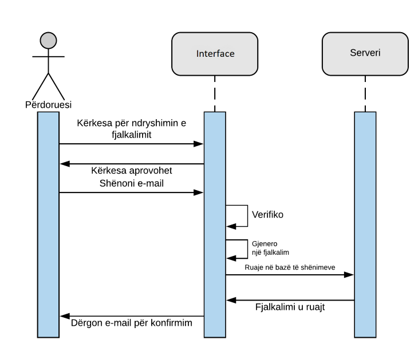 Interface
Serveri
Përdoruesi
Kërkesa për ndryshimin e
fjalkalimit
Kërkesa aprovohet
Shënoni e-mail
Verifiko
Gjenero
një fjalkalim
Ruaje në bazë të shënimeve
Fjalkalimi u ruajt
Dërgon e-mail për konfirmim